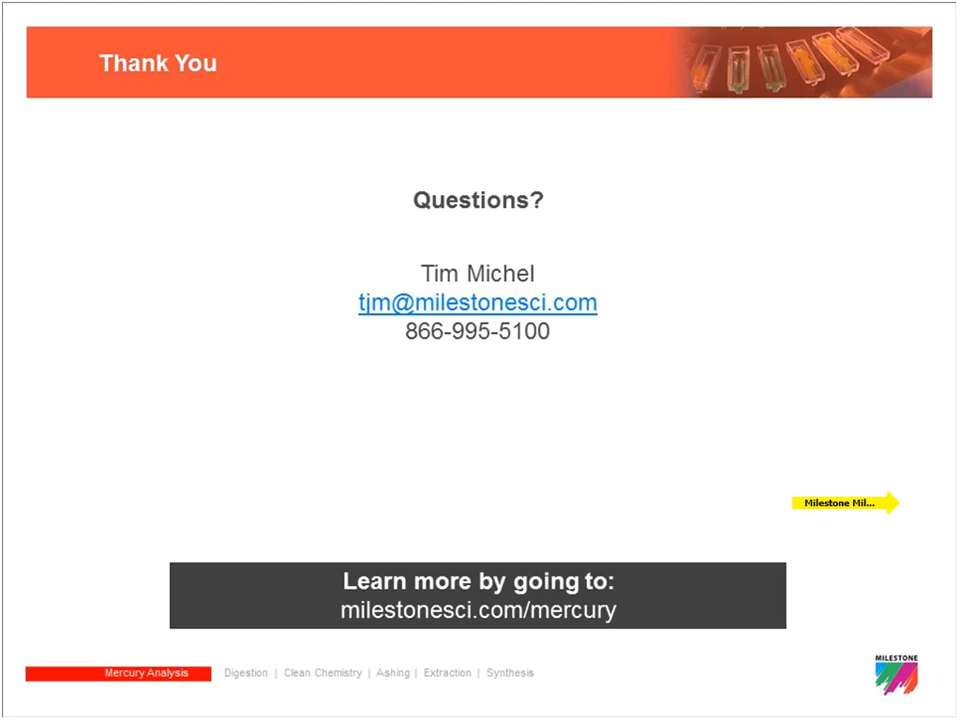 Thank You
Questions?
Tim Michel
tjm@milestonesci.com
866-995-5100
Milestone Mil...
Learn more by going to:
milestonesci.com/mercury
Mercury Analysis Digestion | Clean Chemistry | Ashing | Extraction | Synthesis
MILESTONE